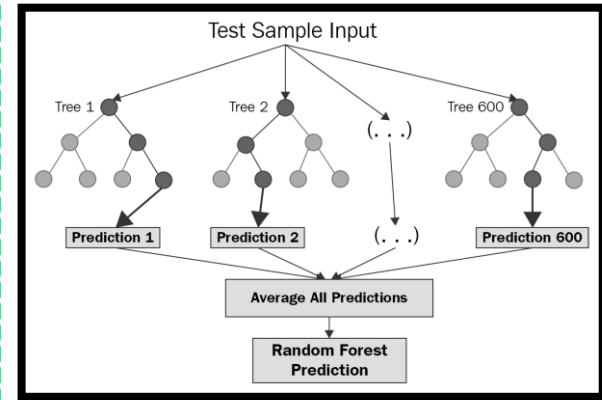 Test Sample Input
Tree 1
Tree 2
Tree 600
(. . .)
Prediction 1
Prediction 2
(. . .)
Prediction 600
Average All Predictions
Random Forest
Prediction